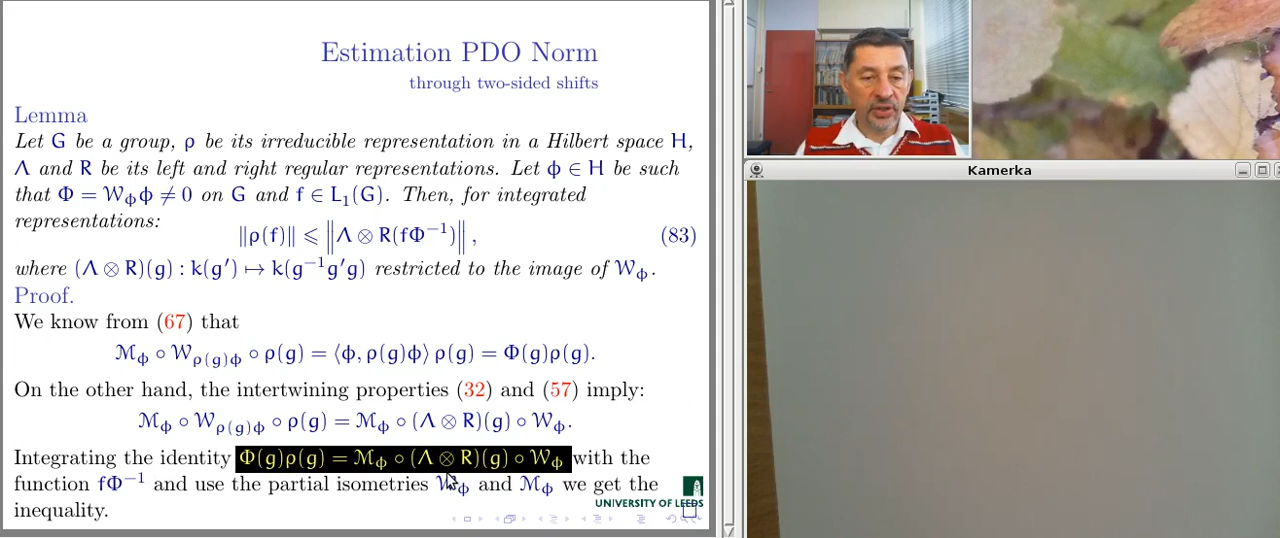 Estimation PDO Norm
through two-sided shifts
Lemma
Let G be a group, ρ be its irreducible representation in a Hilbert space H,
Λ and R be its left and right regular representations. Let ϕ ∈ H be such
that Φ = 𝒲_ϕϕ ≠ 0 on G and f ∈ L₁(G). Then, for integrated
representations:
‖ρ(f)‖ ⩽ ‖Λ ⊗ R(fΦ⁻¹)‖, (83)
where (Λ ⊗ R)(g) : k(g′) ↦ k(g⁻¹g′g) restricted to the image of 𝒲_ϕ.
Proof.
We know from (67) that
ℳ_ϕ ∘ 𝒲_ρ(g)ϕ ∘ ρ(g) = ⟨ϕ, ρ(g)ϕ⟩ ρ(g) = Φ(g)ρ(g).
On the other hand, the intertwining properties (32) and (57) imply:
ℳ_ϕ ∘ 𝒲_ρ(g)ϕ ∘ ρ(g) = ℳ_ϕ ∘ (Λ ⊗ R)(g) ∘ 𝒲_ϕ.
Integrating the identity Φ(g)ρ(g) = ℳ_ϕ ∘ (Λ ⊗ R)(g) ∘ 𝒲_ϕ with the
function fΦ⁻¹ and use the partial isometries 𝒲_ϕ and ℳ_ϕ we get the
inequality.
UNIVERSITY OF LEEDS
Kamerka